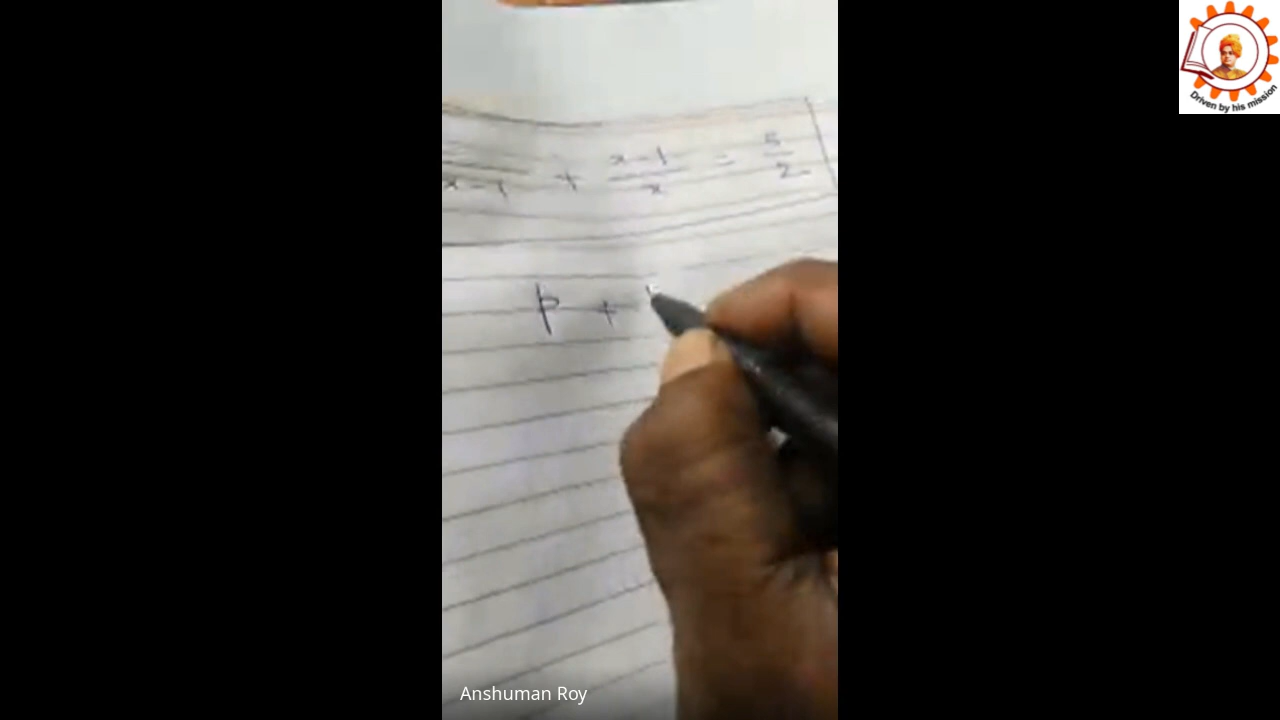 x-1 + x-1/x = 5/2
p +
Anshuman Roy
Driven by his mission